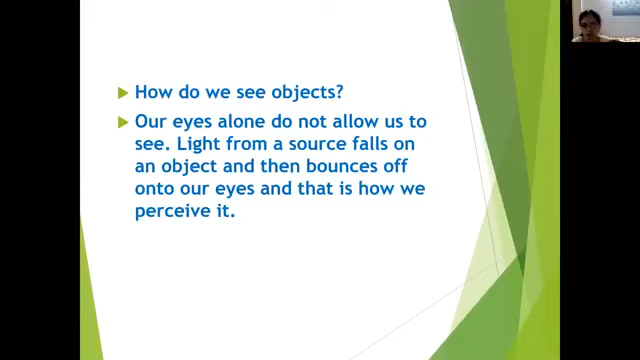 How do we see objects?
Our eyes alone do not allow us to
see. Light from a source falls on
an object and then bounces off
onto our eyes and that is how we
perceive it.